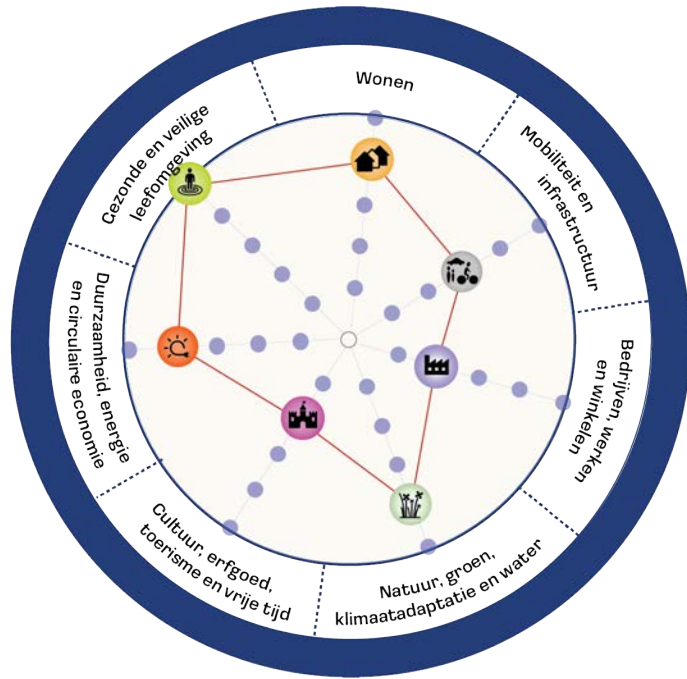 Wonen
Mobiliteit en
infrastructuur
Bedrijven, werken
en winkelen
Natuur, groen,
klimaatadaptatie en water
Cultuur, erfgoed,
toerisme en vrije tijd
Duurzaamheid, energie
en circulaire economie
Gezonde en veilige
leefomgeving